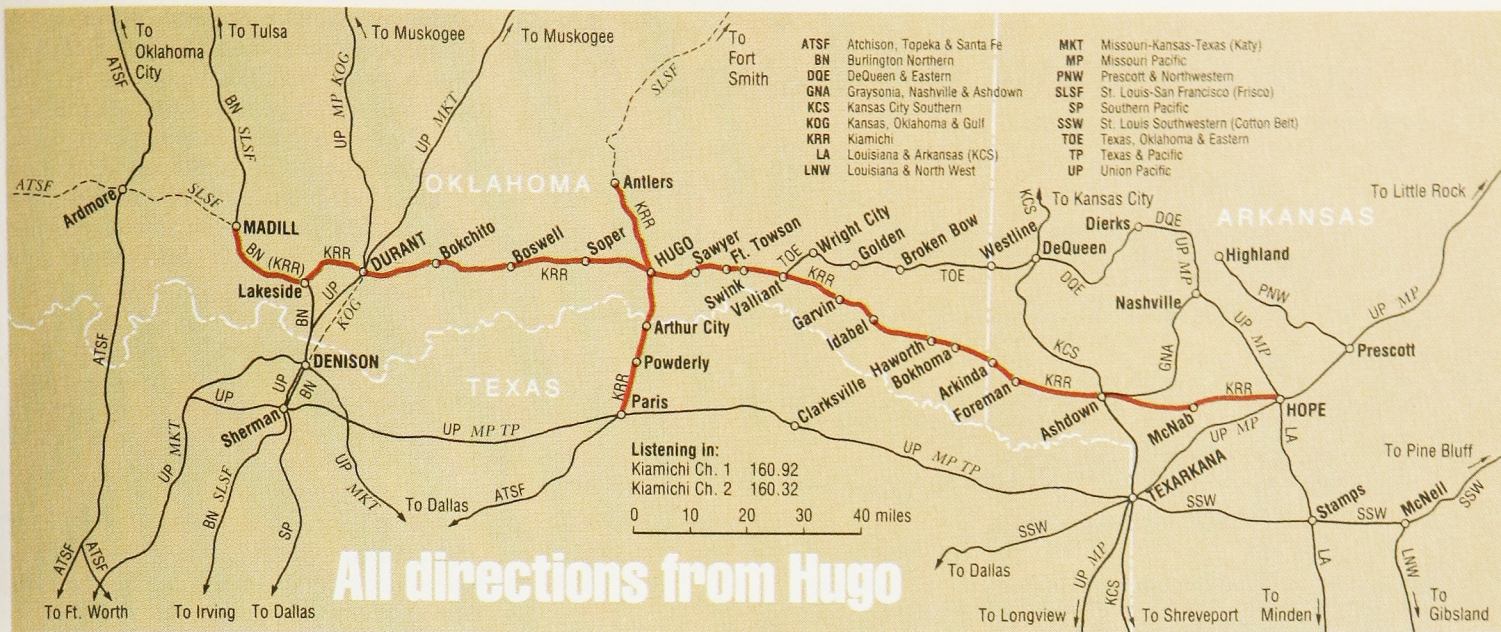 To
Oklahoma
City
To Tulsa
To Muskogee
To Muskogee
To
Fort
Smith
ATSF Atchison, Topeka & Santa Fe
BN Burlington Northern
DQE DeQueen & Eastern
GNA Graysonia, Nashville & Ashdown
KCS Kansas City Southern
KOG Kansas, Oklahoma & Gulf
KRR Kiamichi
LA Louisiana & Arkansas (KCS)
LNW Louisiana & North West
MKT Missouri-Kansas-Texas (Katy)
MP Missouri Pacific
PNW Prescott & Northwestern
SLSF St. Louis-San Francisco (Frisco)
SP Southern Pacific
SSW St. Louis Southwestern (Cotton Belt)
TOE Texas, Oklahoma & Eastern
TP Texas & Pacific
UP Union Pacific
ATSF
BN SLSF
UP MP KOG
UP MKT
SLSF
ATSF
SLSF
Ardmore
OKLAHOMA
Antlers
KRR
KCS
To Kansas City
To Little Rock
ARKANSAS
MADILL
BN (KRR)
KRR
DURANT
Bokchito
Boswell
KRR
Soper
HUGO
Sawyer
Swink
Ft. Towson
Valliant
TOE
Wright City
Golden
Broken Bow
TOE
Westline
DeQueen
Dierks
DQE
DQE
UP MP
Highland
PNW
Nashville
Lakeside
UP
KOG
BN
KRR
Garvin
Idabel
Haworth
Bokhoma
Arkinda
Foreman
KRR
KCS
GNA
UP MP
UP MP
Prescott
ATSF
DENISON
UP
BN
UP
Sherman
TEXAS
Arthur City
Powderly
KRR
Paris
Clarksville
Ashdown
McNab
KRR
HOPE
UP MP
LA
UP MKT
UP MP TP
UP MP TP
TEXARKANA
To Pine Bluff
BN SLSF
SP
UP MKT
To Dallas
ATSF
Listening in:
Kiamichi Ch. 1 160.92
Kiamichi Ch. 2 160.32
0 10 20 30 40 miles
SSW
SSW
Stamps
SSW
McNeil
SSW
ATSF
ATSF
All directions from Hugo
To Dallas
UP MP
KCS
LA
LNW
To Ft. Worth
To Irving
To Dallas
To Longview
To Shreveport
To
Minden
To
Gibsland